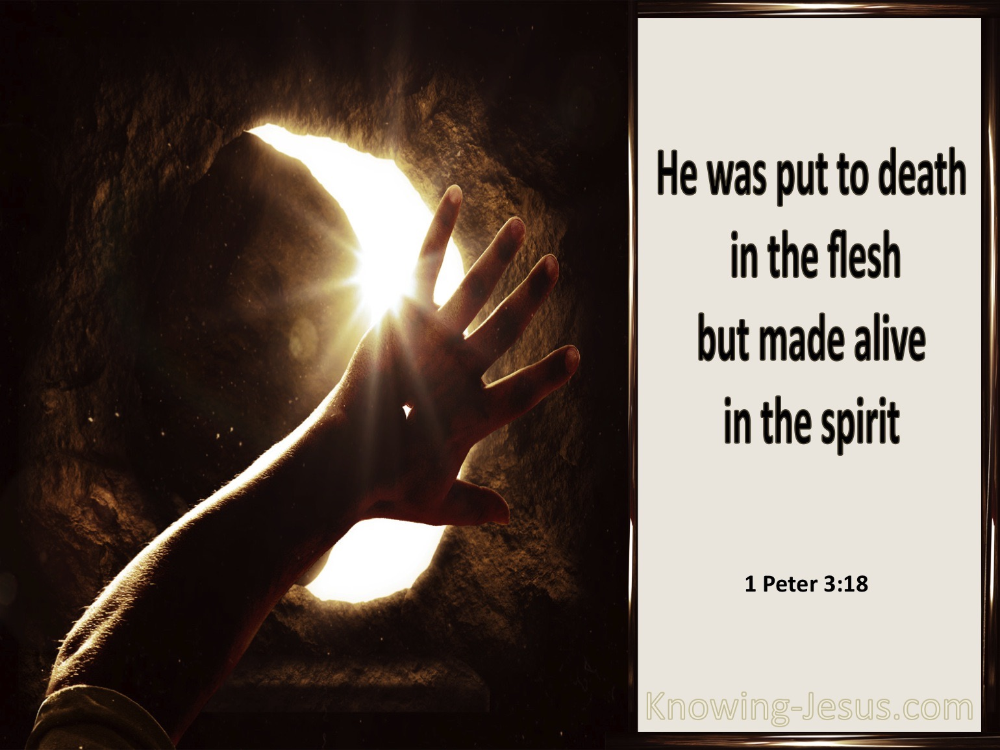 He was put to death
in the flesh
but made alive
in the spirit
1 Peter 3:18
Knowing-Jesus.com